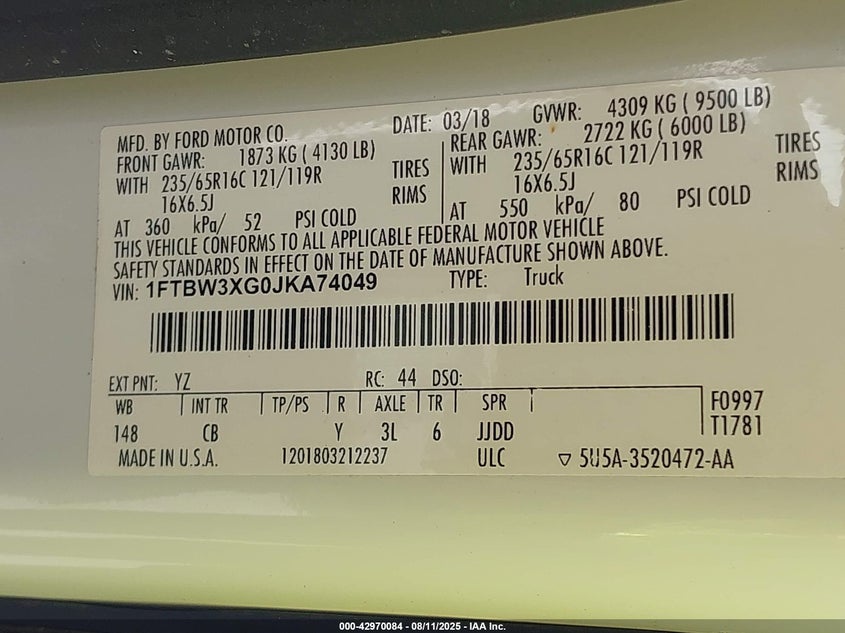 MFD. BY FORD MOTOR CO. DATE: 03/18 GVWR: 4309 KG ( 9500 LB)
FRONT GAWR: 1873 KG ( 4130 LB) REAR GAWR: 2722 KG ( 6000 LB)
WITH 235/65R16C 121/119R TIRES WITH 235/65R16C 121/119R TIRES
16X6.5J RIMS 16X6.5J RIMS
AT 360 kPa/ 52 PSI COLD AT 550 kPa/ 80 PSI COLD
THIS VEHICLE CONFORMS TO ALL APPLICABLE FEDERAL MOTOR VEHICLE
SAFETY STANDARDS IN EFFECT ON THE DATE OF MANUFACTURE SHOWN ABOVE.
VIN: 1FTBW3XG0JKA74049 TYPE: Truck
EXT PNT: YZ RC: 44 DSO:
WB INT TR TP/PS R AXLE TR SPR F0997
148 CB Y 3L 6 JJDD T1781
MADE IN U.S.A. 1201803212237 ULC ▽ 5U5A-3520472-AA
000-42970084 - 08/11/2025 - IAA Inc.